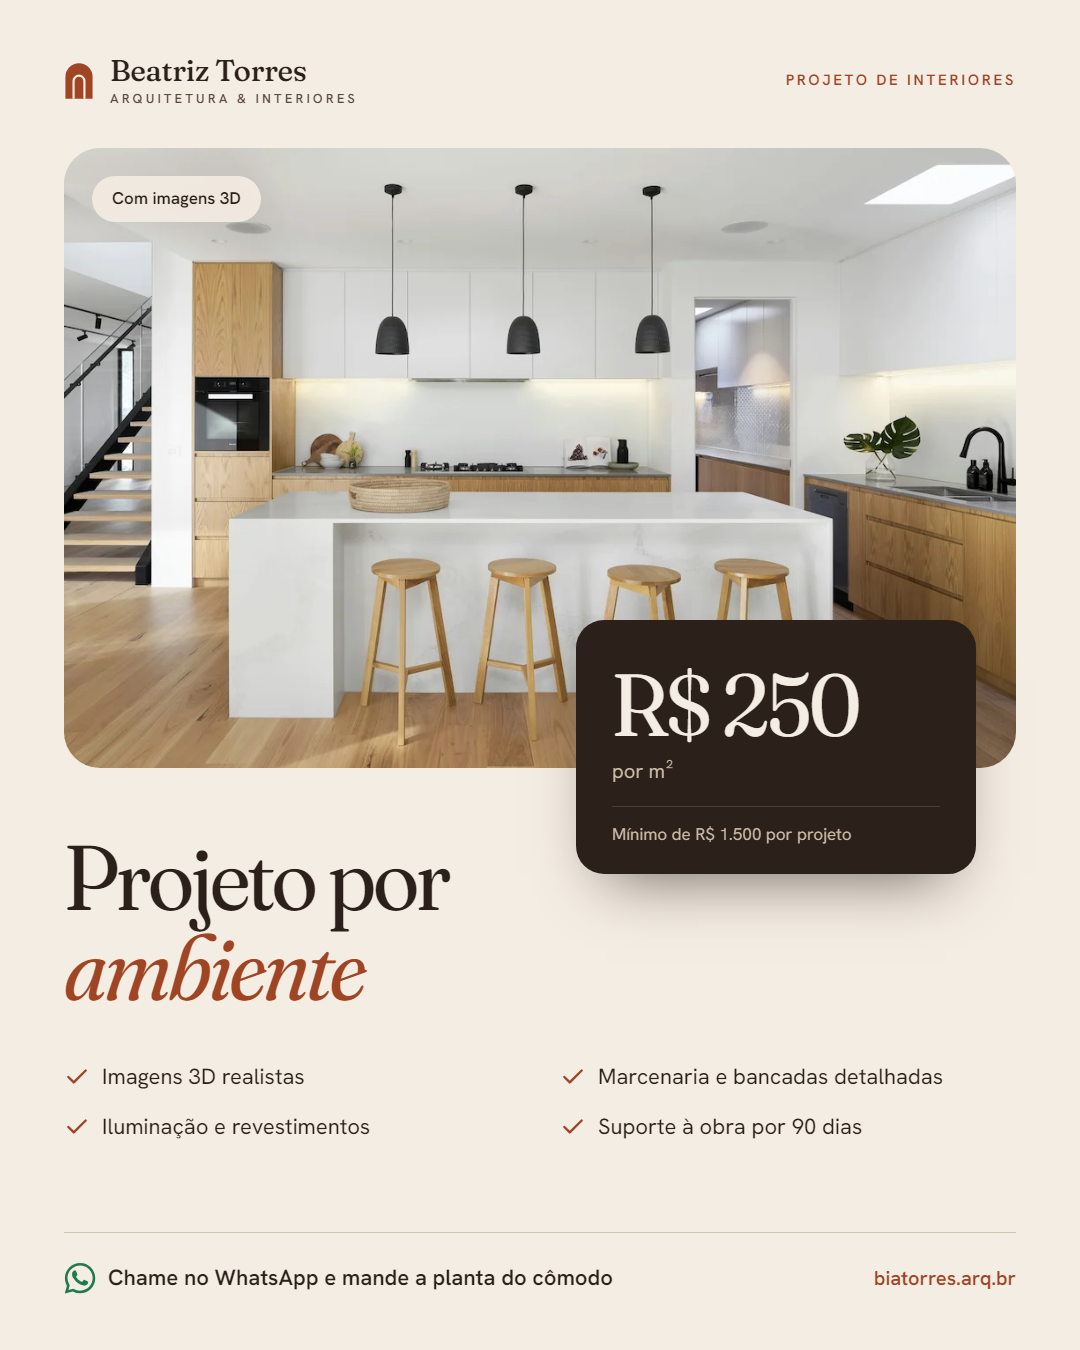 Beatriz Torres
ARQUITETURA & INTERIORES
PROJETO DE INTERIORES
Com imagens 3D
R$ 250
por m²
Mínimo de R$ 1.500 por projeto
Projeto por
ambiente
Imagens 3D realistas
Marcenaria e bancadas detalhadas
Iluminação e revestimentos
Suporte à obra por 90 dias
Chame no WhatsApp e mande a planta do cômodo
biatorres.arq.br